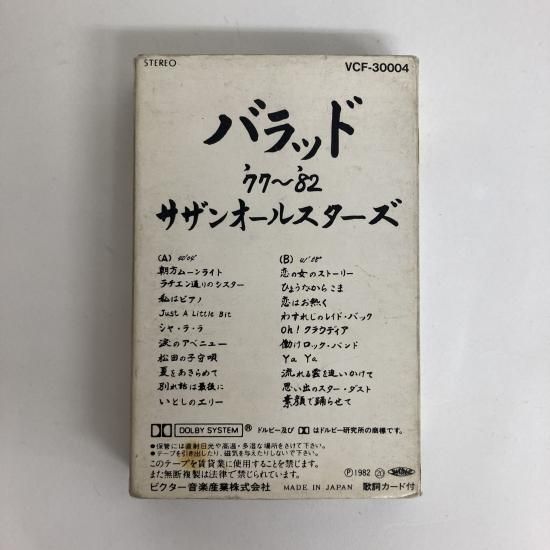 STEREO VCF-30004
バラッド
'77〜'82
サザンオールスターズ
(A)
朝方ムーンライト
ラチエン通りのシスター
私はピアノ
Just A Little Bit
シャ・ラ・ラ
涙のアベニュー
松田の子守唄
夏をあきらめて
別れ話は最後に
いとしのエリー
(B)
恋の女のストーリー
ひょうたんからこま
恋はお熱く
わすれじのレイド・バック
Oh! クラウディア
働けロック・バンド
Ya Ya
流れる雲を追いかけて
思い出のスター・ダスト
素顔で踊らせて
DOLBY SYSTEM ® ドルビー及び はドルビー研究所の商標です。
●保管には直射日光や高温・多湿な場所をさけて下さい。
●テープを引き出したり、磁気を与えたりしないで下さい。
このテープを賃貸業に使用することを禁じます。
また無断複製は法律で禁じられています。
ビクター音楽産業株式会社 MADE IN JAPAN 歌詞カード付
Ⓟ1982 20